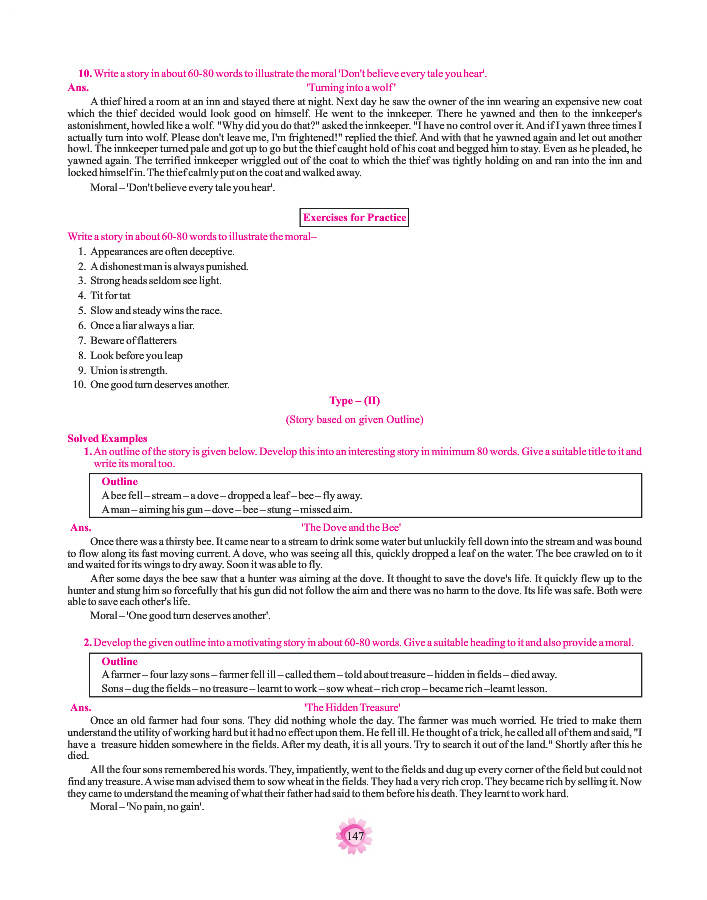 10. Write a story in about 60-80 words to illustrate the moral 'Don't believe every tale you hear'.
Ans. 'Turning into a wolf'
A thief hired a room at an inn and stayed there at night. Next day he saw the owner of the inn wearing an expensive new coat
which the thief decided would look good on himself. He went to the innkeeper. There he yawned and then to the innkeeper's
astonishment, howled like a wolf. "Why did you do that?" asked the innkeeper. "I have no control over it. And if I yawn three times I
actually turn into wolf. Please don't leave me, I'm frightened!" replied the thief. And with that he yawned again and let out another
howl. The innkeeper turned pale and got up to go but the thief caught hold of his coat and begged him to stay. Even as he pleaded, he
yawned again. The terrified innkeeper wriggled out of the coat to which the thief was tightly holding on and ran into the inn and
locked himself in. The thief calmly put on the coat and walked away.
Moral – 'Don't believe every tale you hear'.
Exercises for Practice
Write a story in about 60-80 words to illustrate the moral–
1. Appearances are often deceptive.
2. A dishonest man is always punished.
3. Strong heads seldom see light.
4. Tit for tat
5. Slow and steady wins the race.
6. Once a liar always a liar.
7. Beware of flatterers
8. Look before you leap
9. Union is strength.
10. One good turn deserves another.
Type – (II)
(Story based on given Outline)
Solved Examples
1. An outline of the story is given below. Develop this into an interesting story in minimum 80 words. Give a suitable title to it and
write its moral too.
Outline
A bee fell – stream – a dove – dropped a leaf – bee – fly away.
A man – aiming his gun – dove – bee – stung – missed aim.
Ans. 'The Dove and the Bee'
Once there was a thirsty bee. It came near to a stream to drink some water but unluckily fell down into the stream and was bound
to flow along its fast moving current. A dove, who was seeing all this, quickly dropped a leaf on the water. The bee crawled on to it
and waited for its wings to dry away. Soon it was able to fly.
After some days the bee saw that a hunter was aiming at the dove. It thought to save the dove's life. It quickly flew up to the
hunter and stung him so forcefully that his gun did not follow the aim and there was no harm to the dove. Its life was safe. Both were
able to save each other's life.
Moral – 'One good turn deserves another'.
2. Develop the given outline into a motivating story in about 60-80 words. Give a suitable heading to it and also provide a moral.
Outline
A farmer – four lazy sons – farmer fell ill – called them – told about treasure – hidden in fields – died away.
Sons – dug the fields – no treasure – learnt to work – sow wheat – rich crop – became rich –learnt lesson.
Ans. 'The Hidden Treasure'
Once an old farmer had four sons. They did nothing whole the day. The farmer was much worried. He tried to make them
understand the utility of working hard but it had no effect upon them. He fell ill. He thought of a trick, he called all of them and said, "I
have a treasure hidden somewhere in the fields. After my death, it is all yours. Try to search it out of the land." Shortly after this he
died.
All the four sons remembered his words. They, impatiently, went to the fields and dug up every corner of the field but could not
find any treasure. A wise man advised them to sow wheat in the fields. They had a very rich crop. They became rich by selling it. Now
they came to understand the meaning of what their father had said to them before his death. They learnt to work hard.
Moral – 'No pain, no gain'.
147